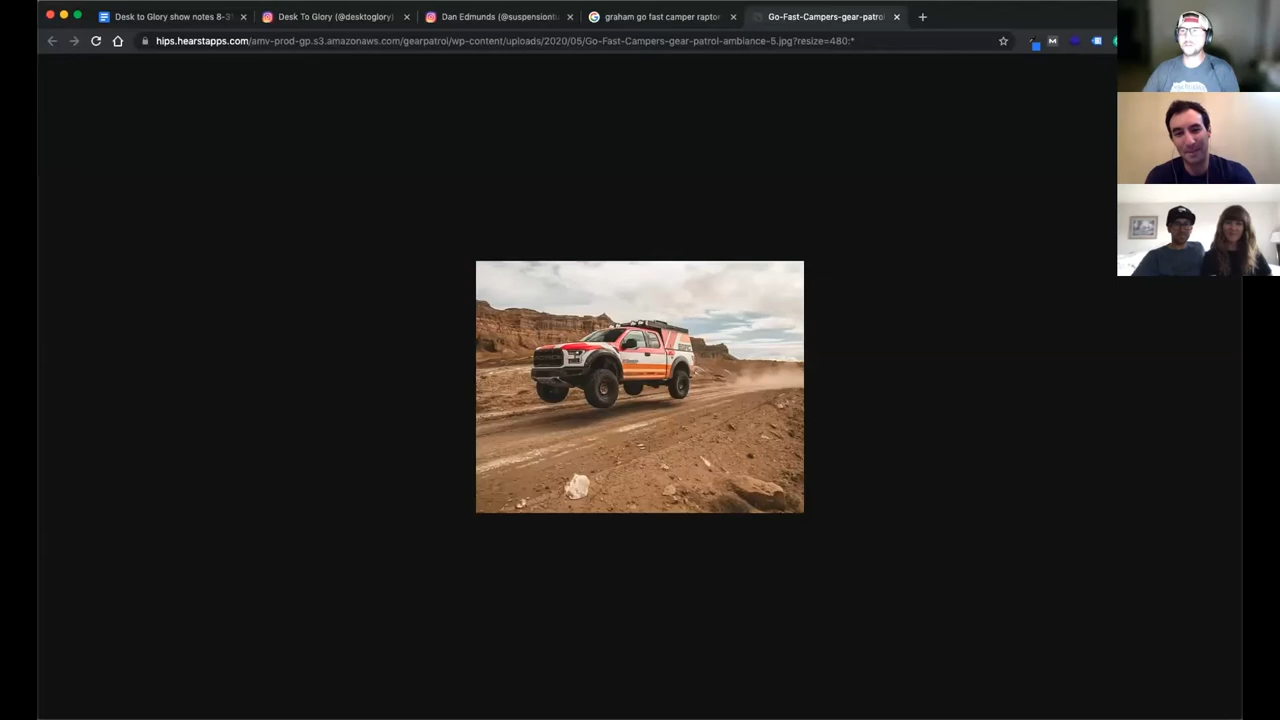 Desk to Glory show notes 8-3
Desk To Glory (@desktoglory)
Dan Edmunds (@suspensiont
graham go fast camper raptor
Go-Fast-Campers-gear-patrol
hips.hearstapps.com/amv-prod-gp.s3.amazonaws.com/gearpatrol/wp-content/uploads/2020/05/Go-Fast-Campers-gear-patrol-ambiance-5.jpg?resize=480:*